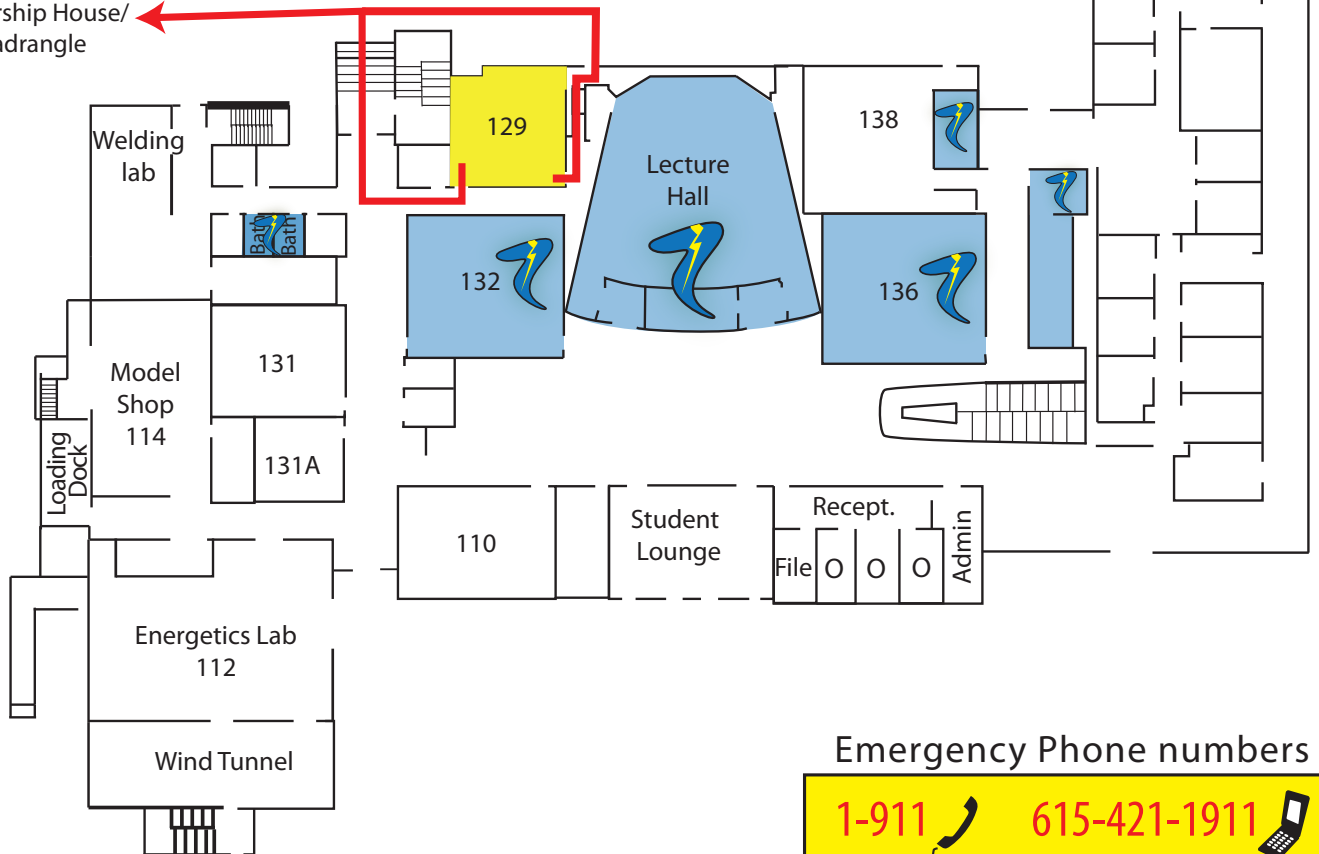 rship House/
adrangle
129
138
Welding
lab
Lecture
Hall
Bath
Bath
132
136
131
Model
Shop
114
131A
Loading
Dock
110
Student
Lounge
Recept.
File
O
O
O
Admin
Energetics Lab
112
Wind Tunnel
Emergency Phone numbers
1-911
615-421-1911